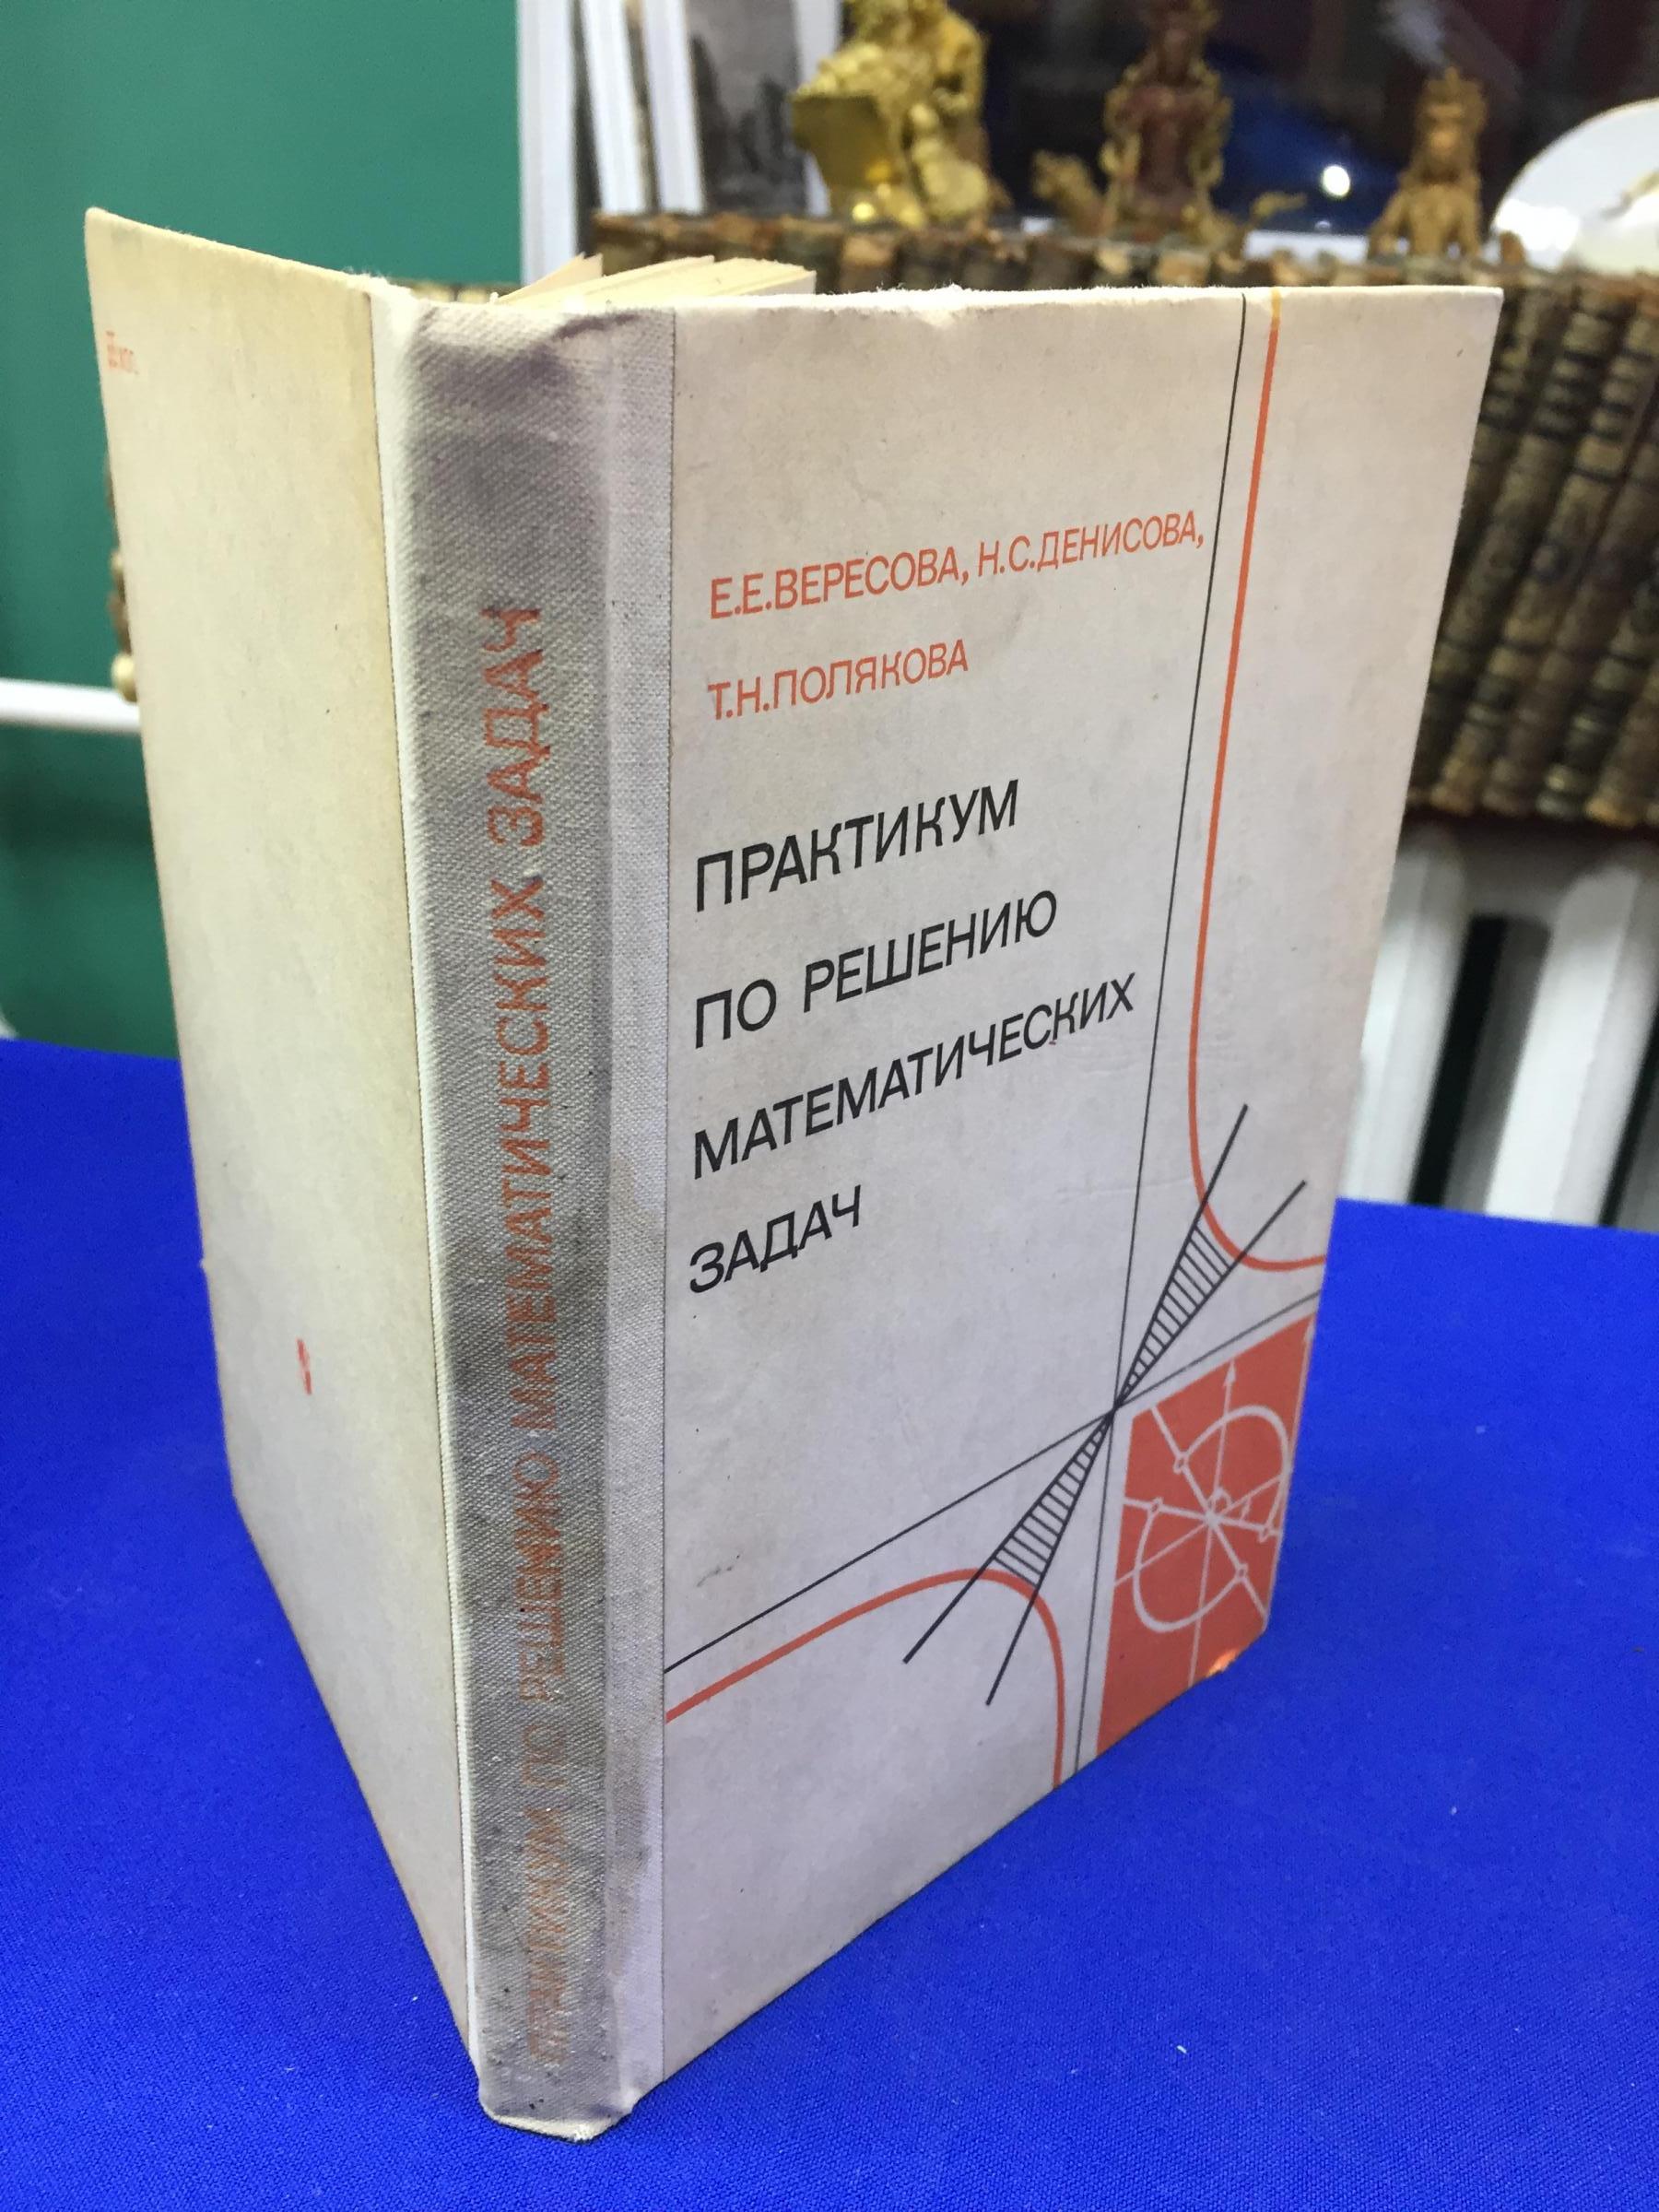 Е.Е.ВЕРЕСОВА, Н.С.ДЕНИСОВА,
Т.Н.ПОЛЯКОВА
ПРАКТИКУМ
ПО РЕШЕНИЮ
МАТЕМАТИЧЕСКИХ
ЗАДАЧ
ПРАКТИКУМ ПО РЕШЕНИЮ МАТЕМАТИЧЕСКИХ ЗАДАЧ